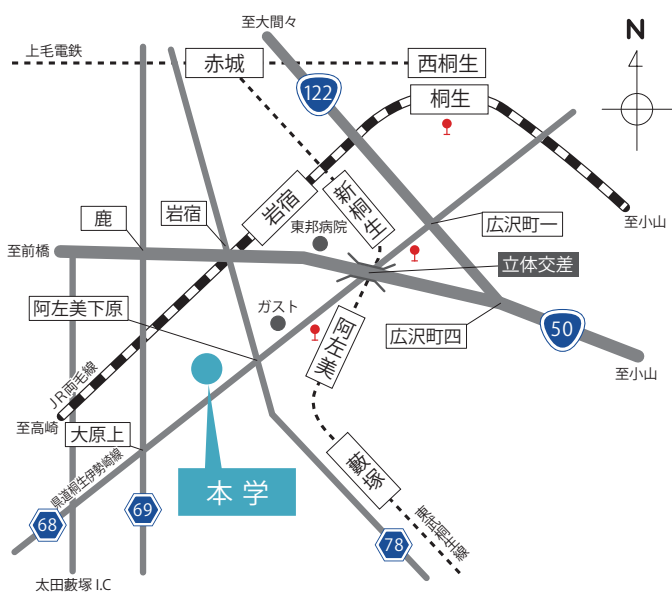 至大間々
N
上毛電鉄
赤城
西桐生
122
桐生
新桐生
岩宿
鹿
岩宿
東邦病院
広沢町一
至小山
至前橋
立体交差
阿左美下原
ガスト
阿左美
広沢町四
50
至小山
JR両毛線
至高崎
大原上
藪塚
本学
県道桐生伊勢崎線
68
69
78
東武桐生線
太田藪塚 I.C